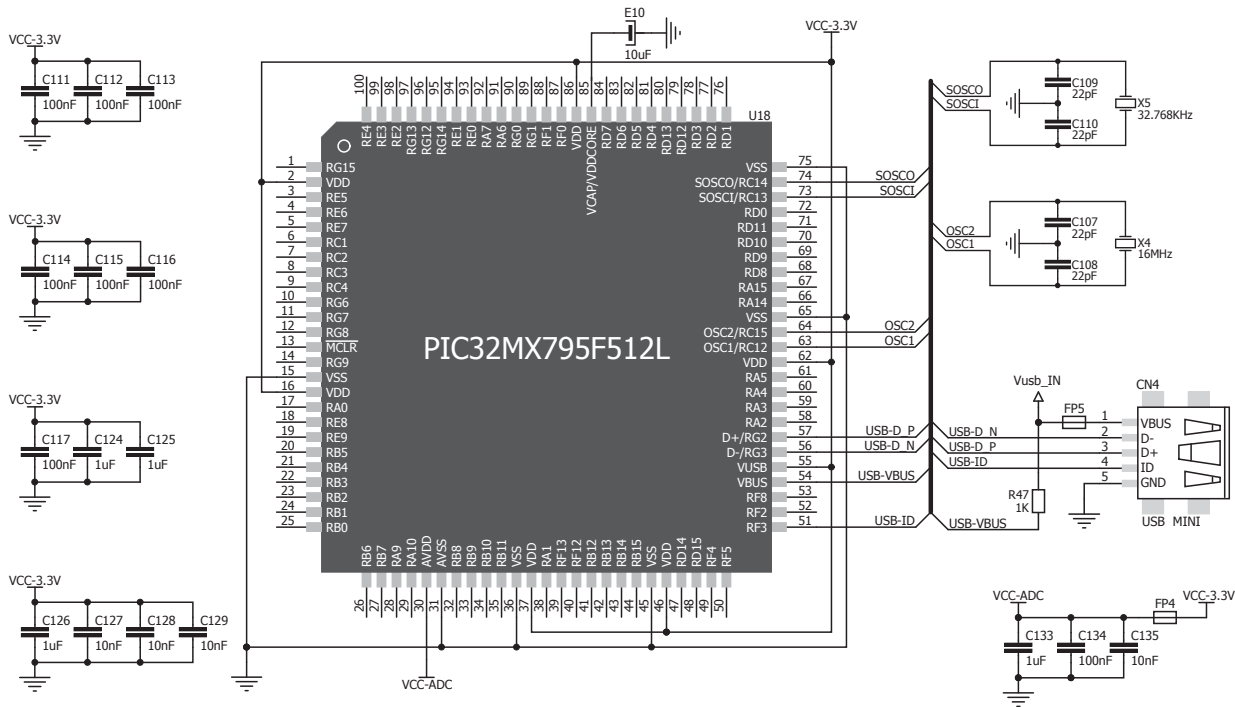 VCC-3.3V
C111
100nF
C112
100nF
C113
100nF
VCC-3.3V
C114
100nF
C115
100nF
C116
100nF
VCC-3.3V
C117
100nF
C124
1uF
C125
1uF
VCC-3.3V
C126
1uF
C127
10nF
C128
10nF
C129
10nF
E10
10uF
VCC-3.3V
100 99 98 97 96 95 94 93 92 91 90 89 88 87 86 85 84 83 82 81 80 79 78 77 76
U18
RE4 RE3 RE2 RG13 RG12 RG14 RE1 RE0 RA7 RA6 RG0 RG1 RF1 RF0 VDD VCAP/VDDCORE RD7 RD6 RD5 RD4 RD13 RD12 RD3 RD2 RD1
1 RG15
2 VDD
3 RE5
4 RE6
5 RE7
6 RC1
7 RC2
8 RC3
9 RC4
10 RG6
11 RG7
12 RG8
13 MCLR
14 RG9
15 VSS
16 VDD
17 RA0
18 RE8
19 RE9
20 RB5
21 RB4
22 RB3
23 RB2
24 RB1
25 RB0
PIC32MX795F512L
VSS 75
SOSCO/RC14 74 SOSCO
SOSCI/RC13 73 SOSCI
RD0 72
RD11 71
RD10 70
RD9 69
RD8 68
RA15 67
RA14 66
VSS 65
OSC2/RC15 64 OSC2
OSC1/RC12 63 OSC1
VDD 62
RA5 61
RA4 60
RA3 59
RA2 58
D+/RG2 57 USB-D_P
D-/RG3 56 USB-D_N
VUSB 55
VBUS 54 USB-VBUS
RF8 53
RF2 52
RF3 51 USB-ID
RB6 RB7 RA9 RA10 AVDD AVSS RB8 RB9 RB10 RB11 VSS VDD RA1 RF13 RF12 RB12 RB13 RB14 RB15 VSS VDD RD14 RD15 RF4 RF5
26 27 28 29 30 31 32 33 34 35 36 37 38 39 40 41 42 43 44 45 46 47 48 49 50
VCC-ADC
SOSCO
SOSCI
C109
22pF
C110
22pF
X5
32.768KHz
OSC2
OSC1
C107
22pF
C108
22pF
X4
16MHz
Vusb_IN
FP5
CN4
USB-D_N
USB-D_P
USB-ID
1 VBUS
2 D-
3 D+
4 ID
5 GND
R47
1K
USB-VBUS
USB MINI
VCC-ADC
FP4
VCC-3.3V
C133
1uF
C134
100nF
C135
10nF